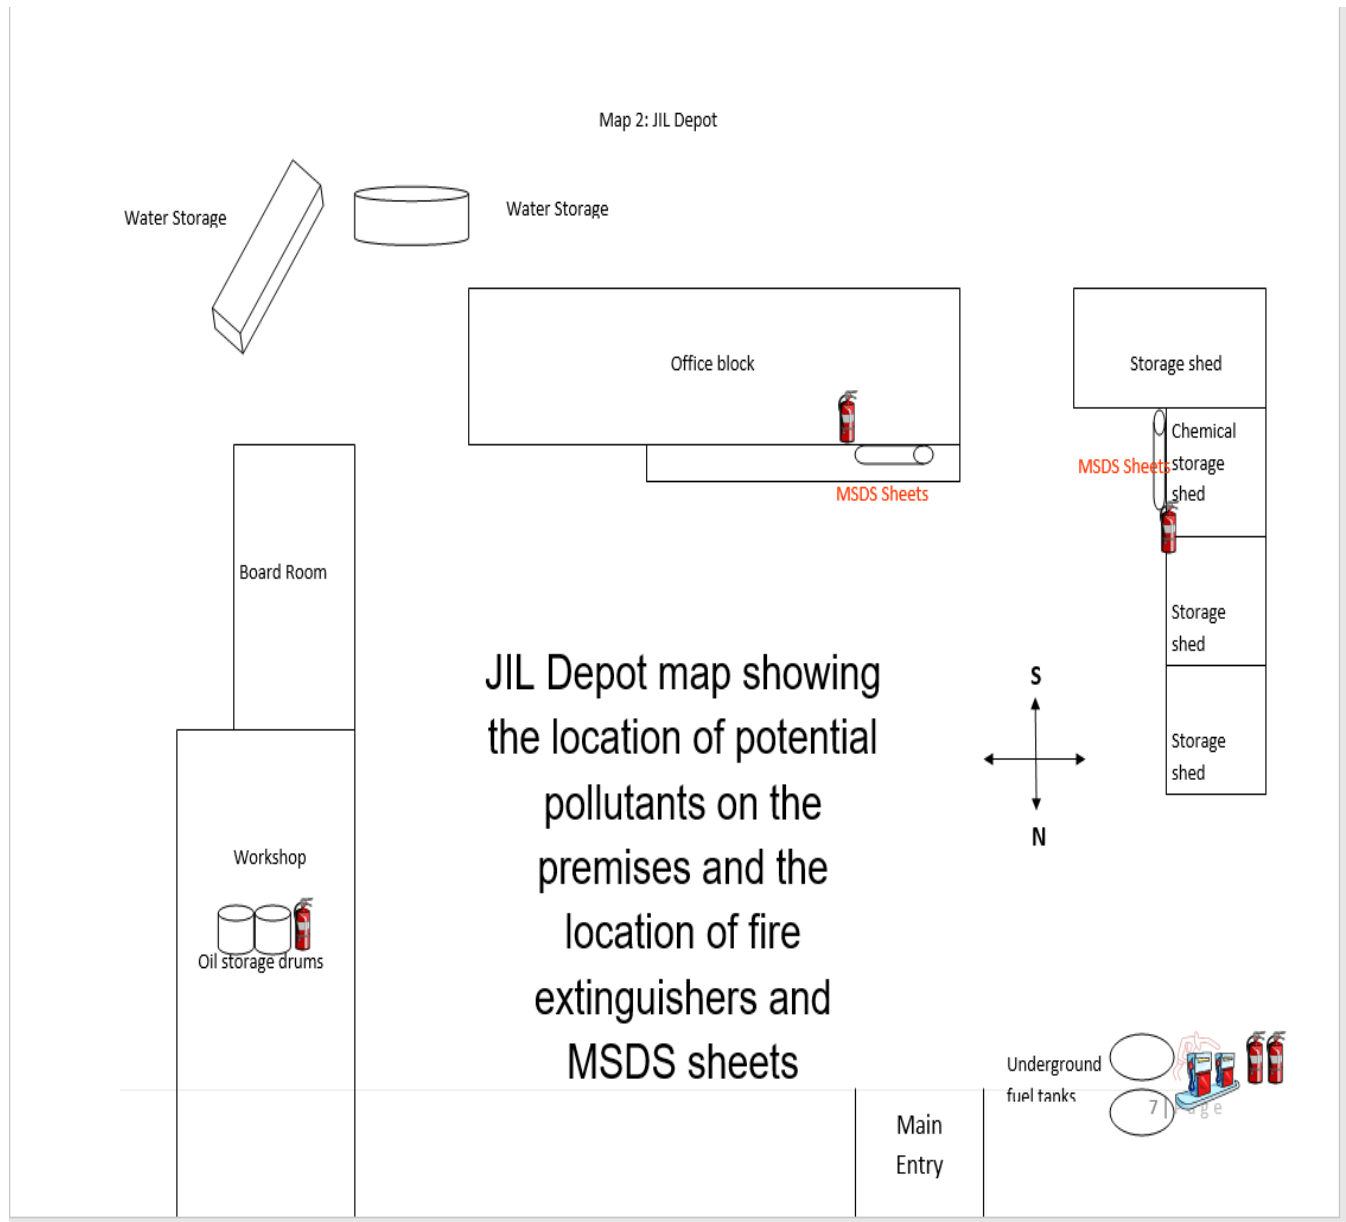 Map 2: JIL Depot
Water Storage
Water Storage
Office block
Storage shed
Chemical
storage
shed
MSDS Sheets
MSDS Sheets
Board Room
Storage
shed
JIL Depot map showing
the location of potential
pollutants on the
premises and the
location of fire
extinguishers and
MSDS sheets
S
N
Storage
shed
Workshop
Oil storage drums
Underground
fuel tanks
7 |
Main
Entry